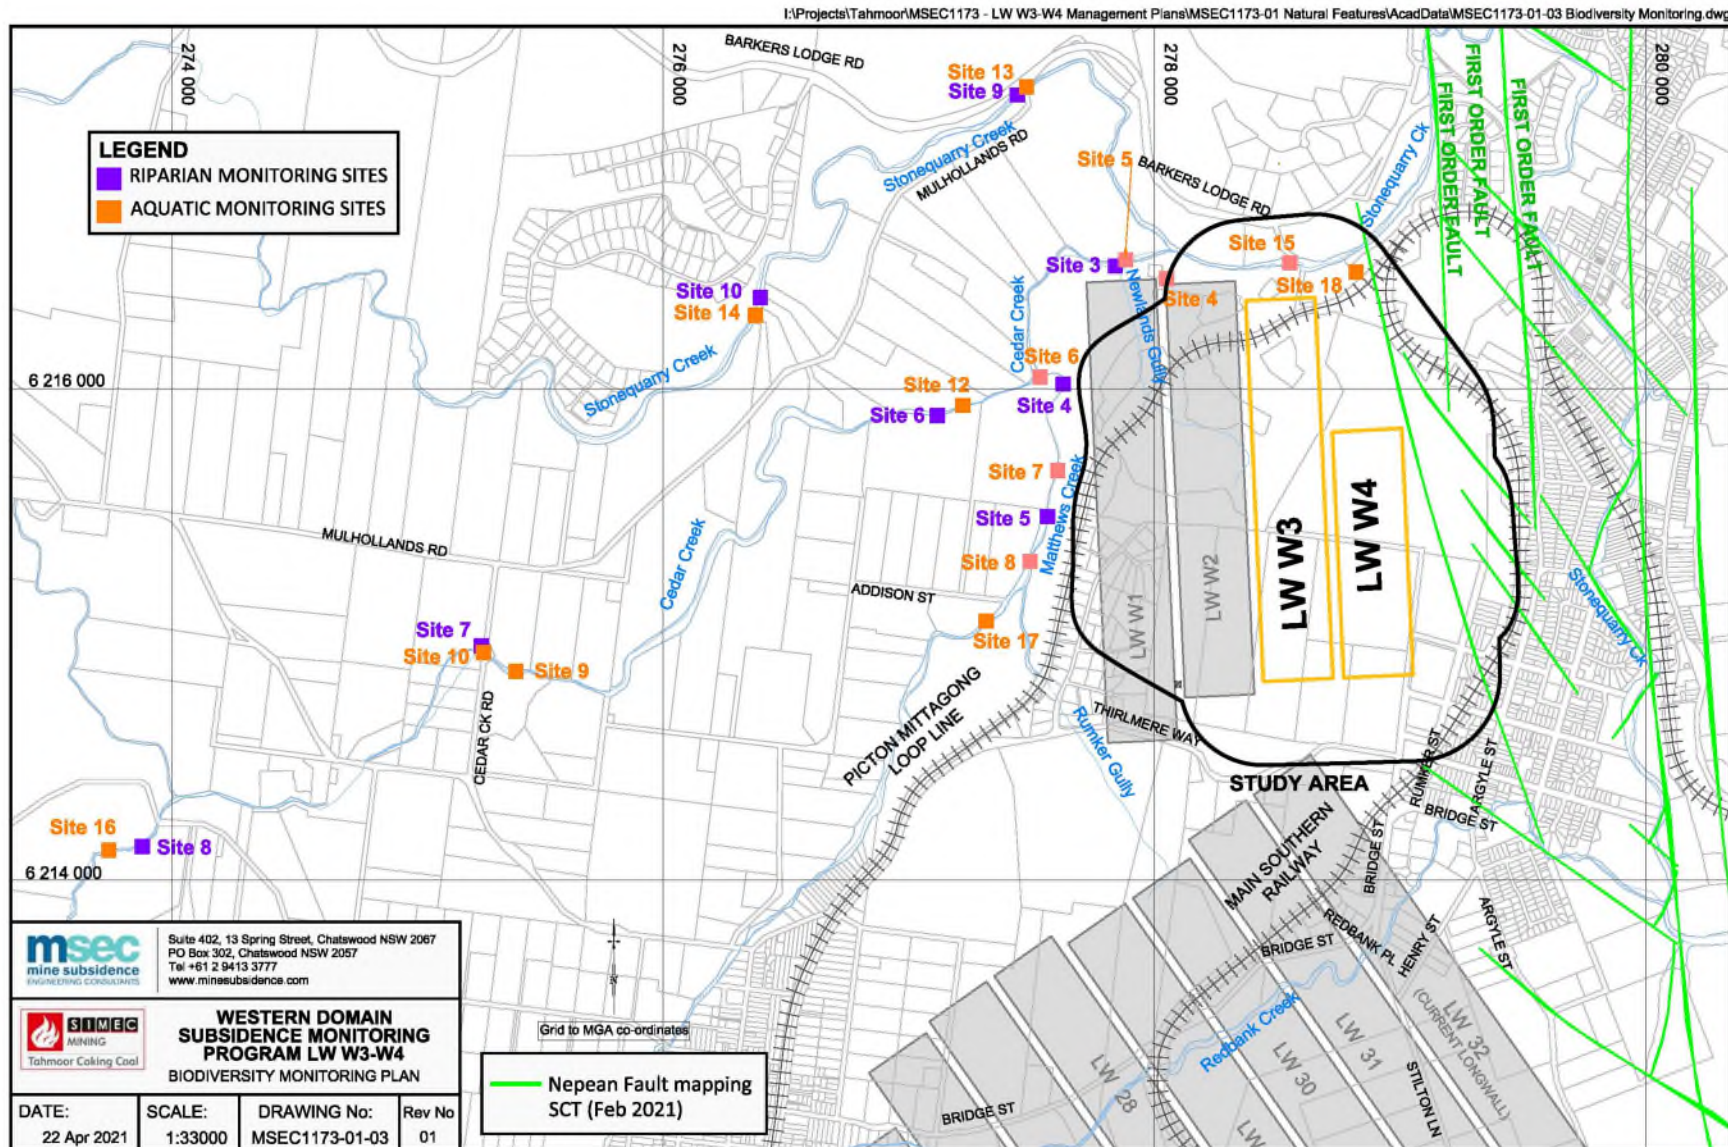 I:\Projects\Tahmoor\MSEC1173 - LW W3-W4 Management Plans\MSEC1173-01 Natural Features\AcadData\MSEC1173-01-03 Biodiversity Monitoring.dwg
274 000
276 000
278 000
280 000
BARKERS LODGE RD
Site 13
Site 9
FIRST ORDER FAULT
FIRST ORDER FAULT
FIRST ORDER FAULT
LEGEND
RIPARIAN MONITORING SITES
AQUATIC MONITORING SITES
Stonequarry Creek
MULHOLLANDS RD
Site 5
BARKERS LODGE RD
Stonequarry Ck
Site 15
Site 3
Site 18
Site 4
Newlands Gully
Site 10
Site 14
Cedar Creek
Stonequarry Creek
Site 6
Site 12
Site 4
Site 6
6 216 000
Site 7
Matthews Creek
Site 5
Site 8
MULHOLLANDS RD
Cedar Creek
ADDISON ST
Site 17
LW W1
LW W2
LW W3
LW W4
Stonequarry Ck
Site 7
Site 10
Site 9
CEDAR CK RD
PICTON MITTAGONG
LOOP LINE
THIRLMERE WAY
Rumker Gully
STUDY AREA
RUMKER ST
ARGYLE ST
BRIDGE ST
BRIDGE ST
Site 16
Site 8
6 214 000
MAIN SOUTHERN
RAILWAY
REDBANK PL
HENRY ST
ARGYLE ST
BRIDGE ST
Redbank Creek
LW 28
LW 30
LW 31
LW 32
(CURRENT LONGWALL)
STILTON LN
BRIDGE ST
LW
msec
mine subsidence
ENGINEERING CONSULTANTS
Suite 402, 13 Spring Street, Chatswood NSW 2067
PO Box 302, Chatswood NSW 2057
Tel +61 2 9413 3777
www.minesubsidence.com
SIMEC
MINING
Tahmoor Coking Coal
WESTERN DOMAIN
SUBSIDENCE MONITORING
PROGRAM LW W3-W4
BIODIVERSITY MONITORING PLAN
N
Grid to MGA co-ordinates
Nepean Fault mapping
SCT (Feb 2021)
DATE:
22 Apr 2021
SCALE:
1:33000
DRAWING No:
MSEC1173-01-03
Rev No
01